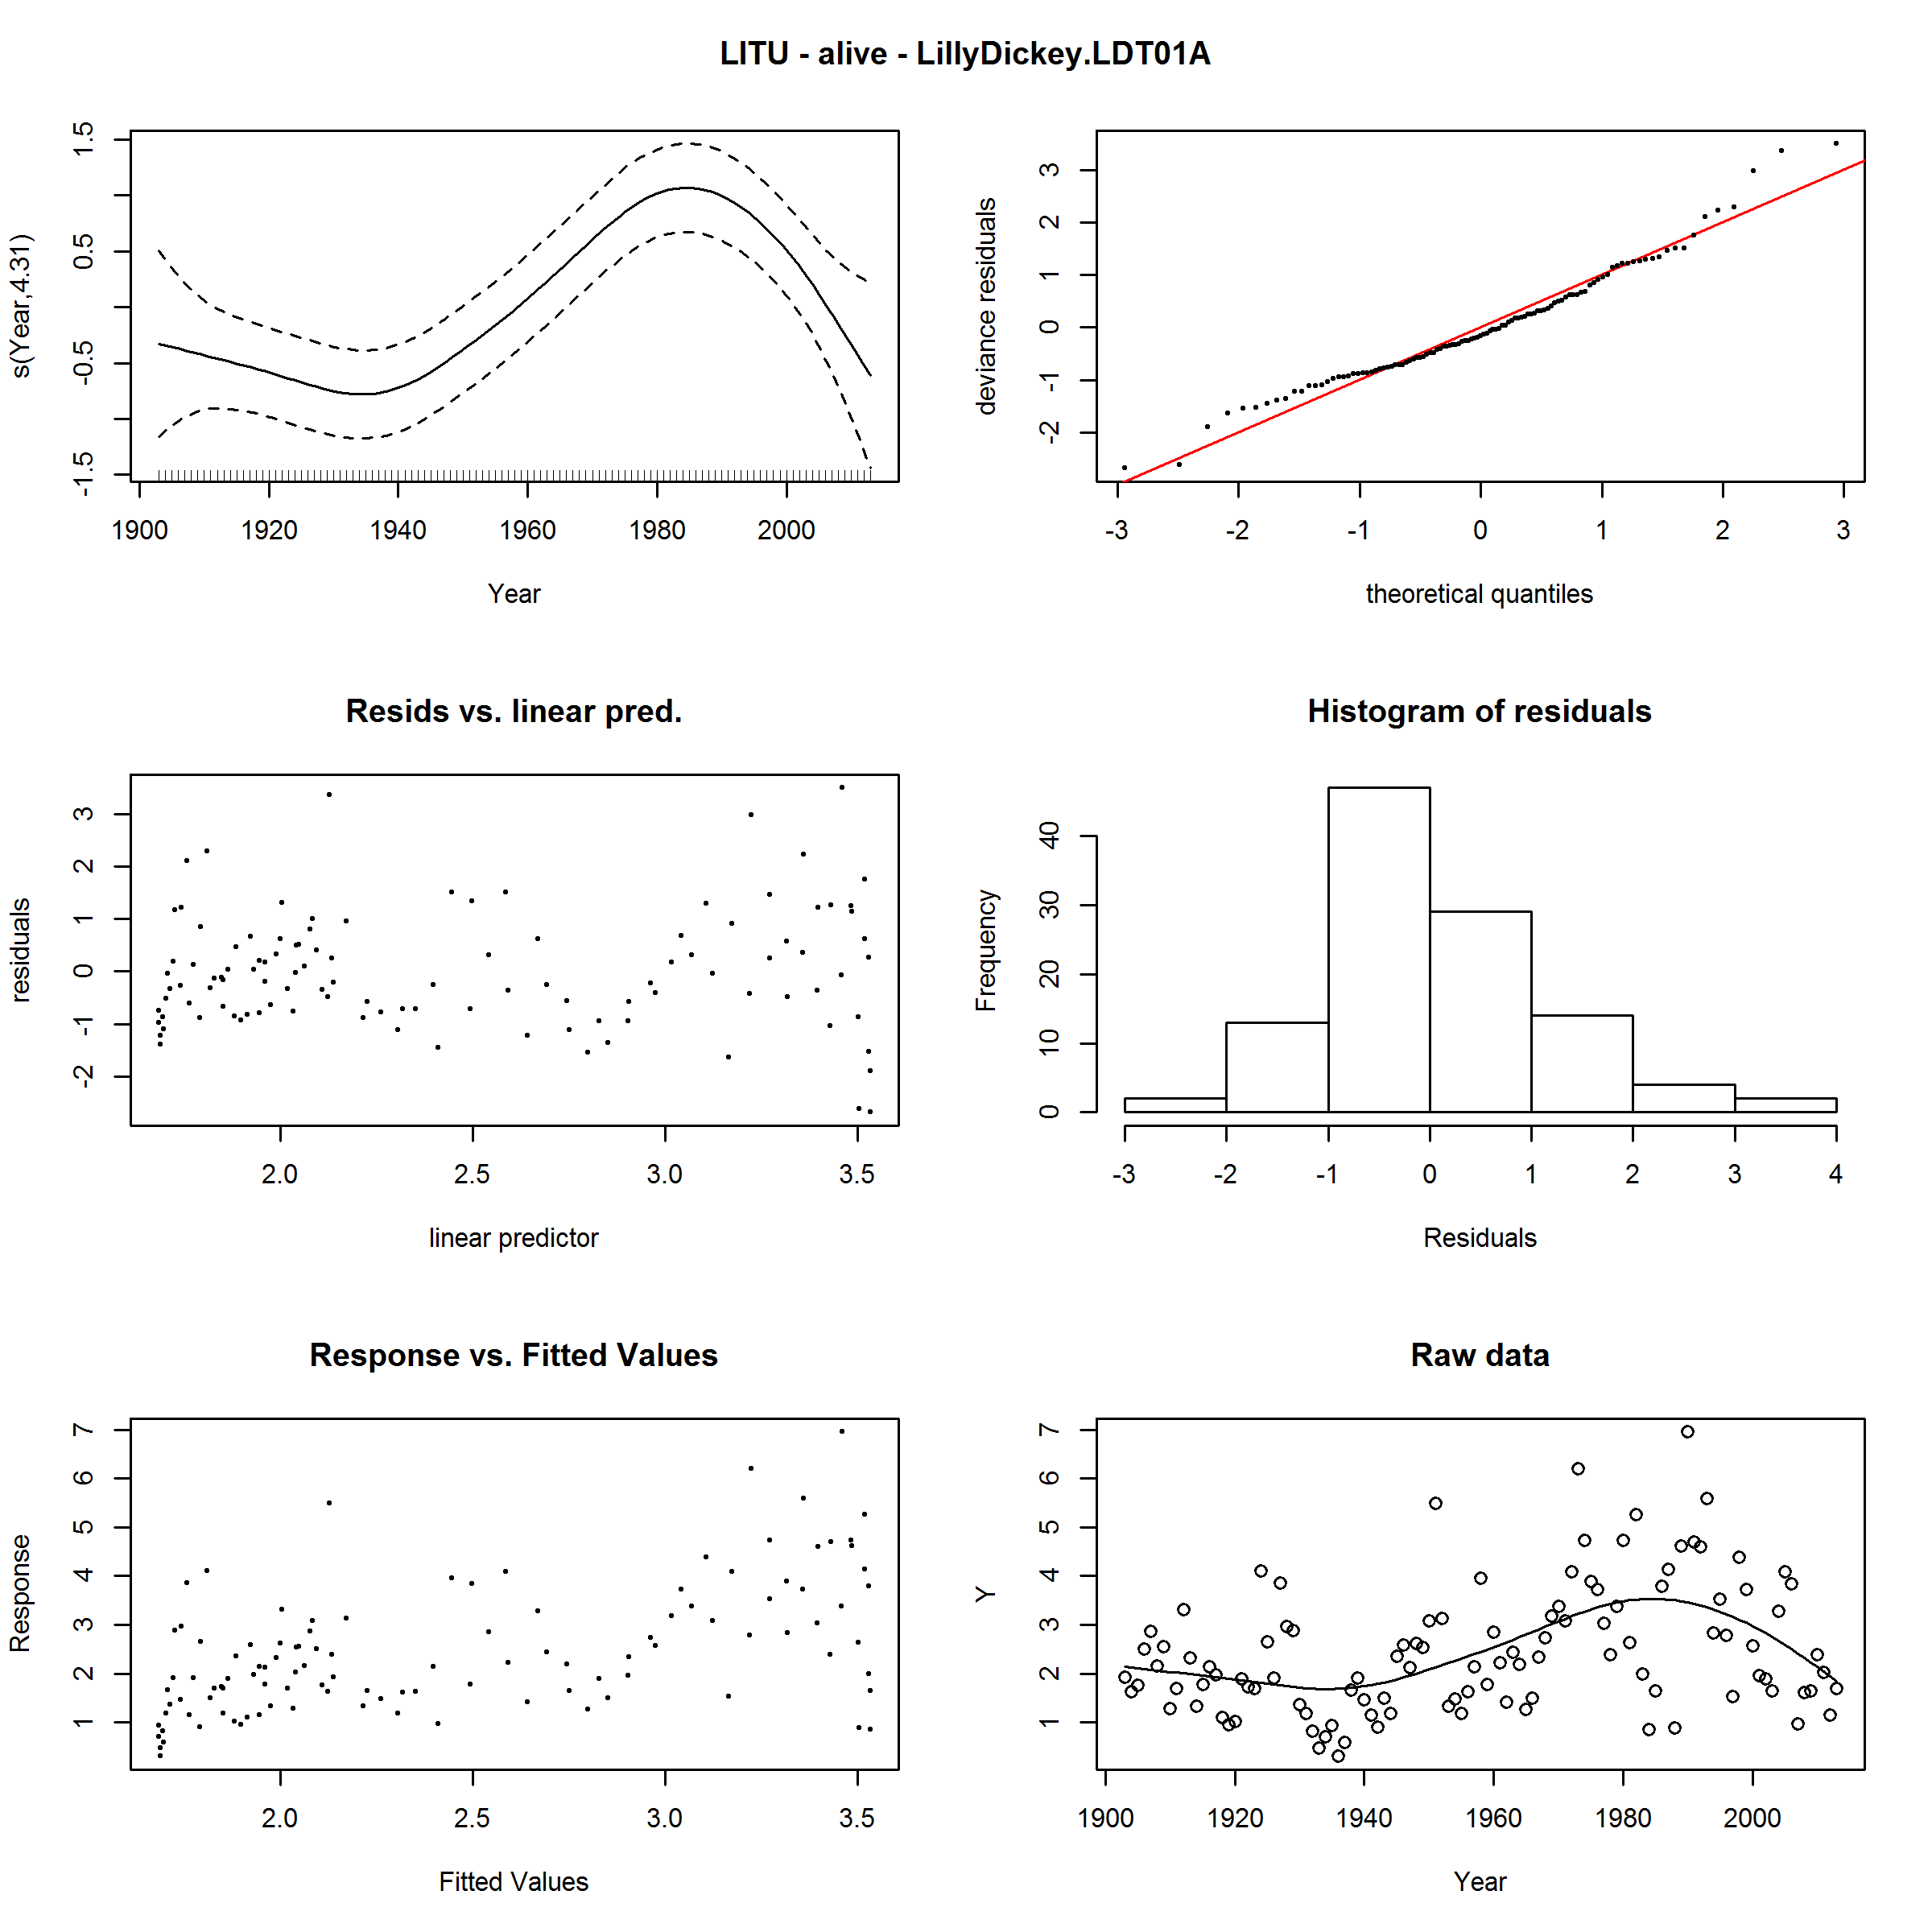 LITU - alive - LillyDickey.LDT01A
s(Year,4.31)
-1.5 -0.5 0.5 1.5
1900 1920 1940 1960 1980 2000
Year
deviance residuals
-2 -1 0 1 2 3
-3 -2 -1 0 1 2 3
theoretical quantiles
Resids vs. linear pred.
residuals
-2 -1 0 1 2 3
2.0 2.5 3.0 3.5
linear predictor
Histogram of residuals
Frequency
0 10 20 30 40
-3 -2 -1 0 1 2 3 4
Residuals
Response vs. Fitted Values
Response
1 2 3 4 5 6 7
2.0 2.5 3.0 3.5
Fitted Values
Raw data
Y
1 2 3 4 5 6 7
1900 1920 1940 1960 1980 2000
Year